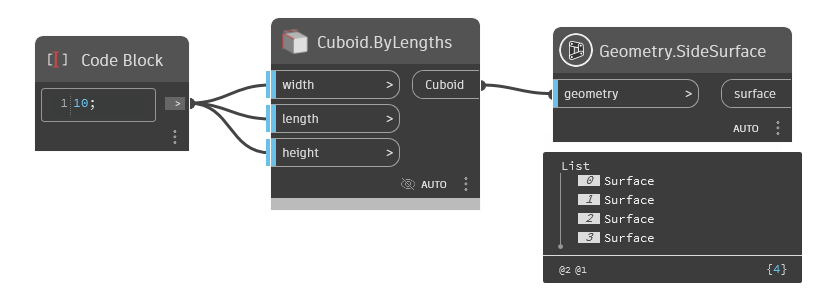 Code Block
1 10;
>
Cuboid.ByLengths
width >
Cuboid
length >
height >
AUTO
Geometry.SideSurface
geometry >
surface
AUTO
List
0 Surface
1 Surface
2 Surface
3 Surface
@2 @1
{4}